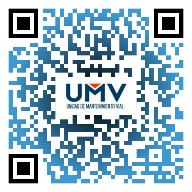 UMV
UNIDAD DE MANTENIMIENTO VIAL